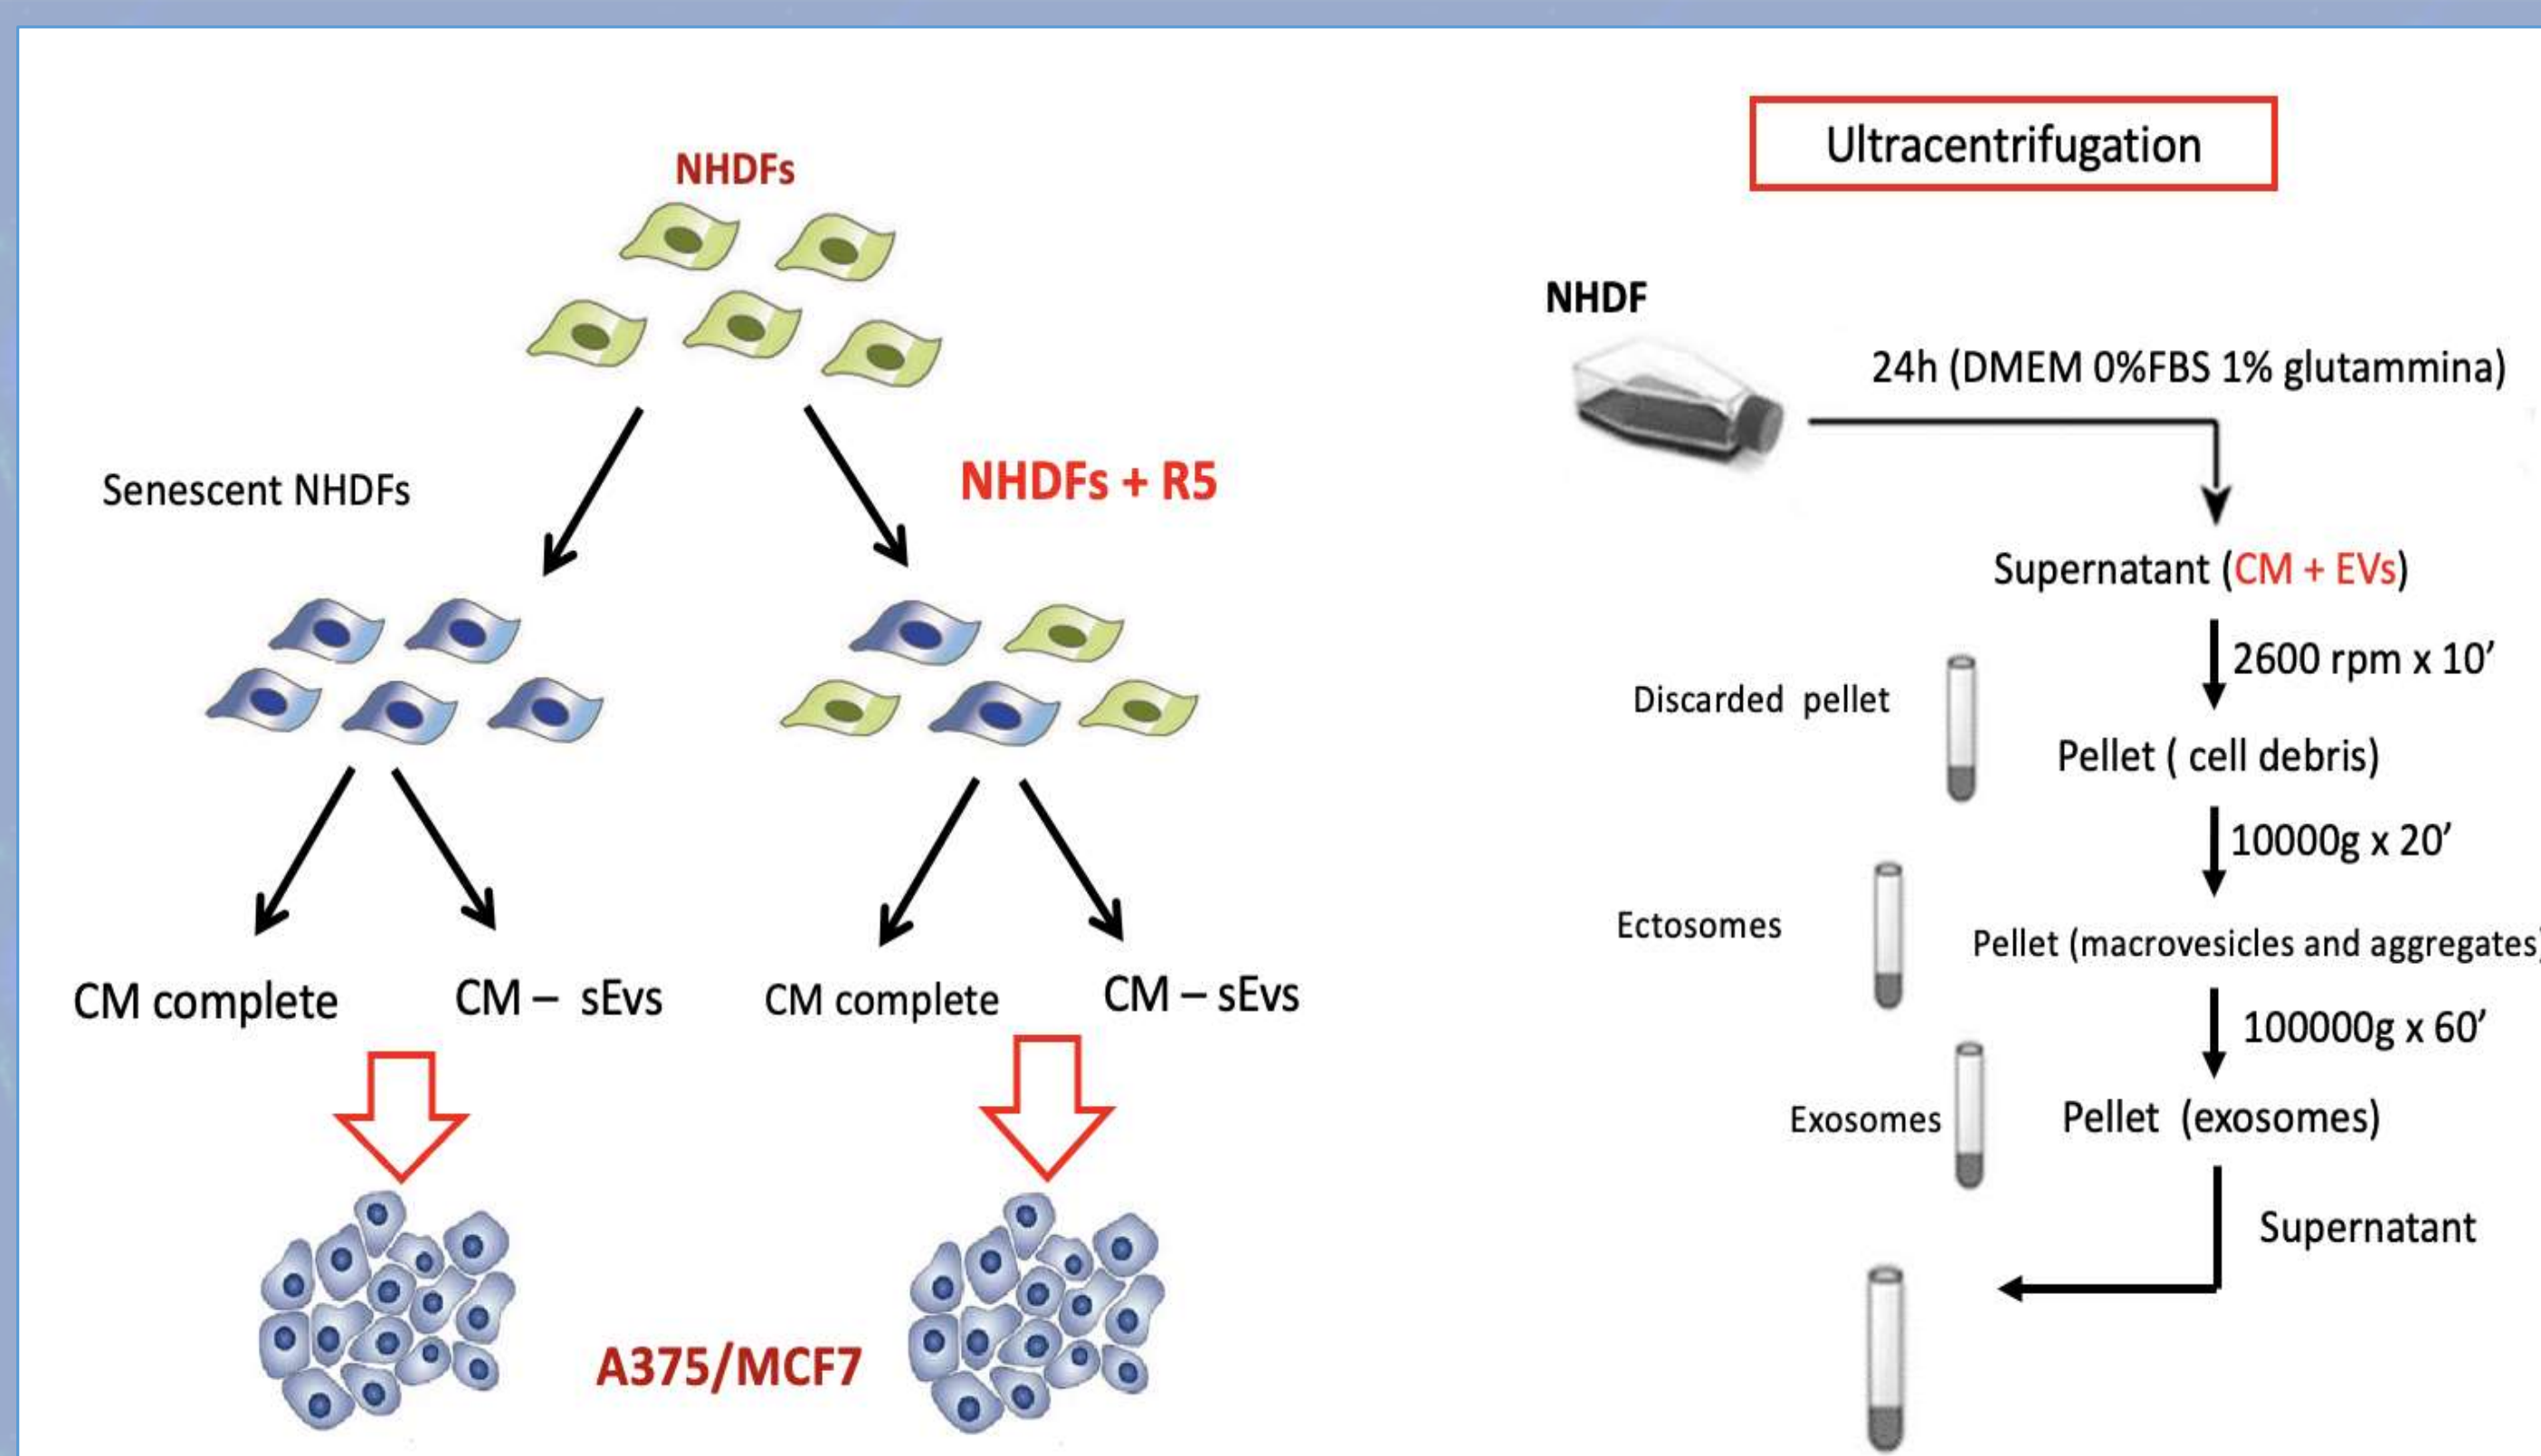 NHDFs
Senescent NHDFs
NHDFs + R5
CM complete
CM – sEvs
CM complete
CM – sEvs
A375/MCF7
Ultracentrifugation
NHDF
24h (DMEM 0%FBS 1% glutammina)
Supernatant (CM + EVs)
2600 rpm x 10’
Discarded pellet
Pellet ( cell debris)
10000g x 20’
Ectosomes
Pellet (macrovesicles and aggregates)
100000g x 60’
Exosomes
Pellet (exosomes)
Supernatant